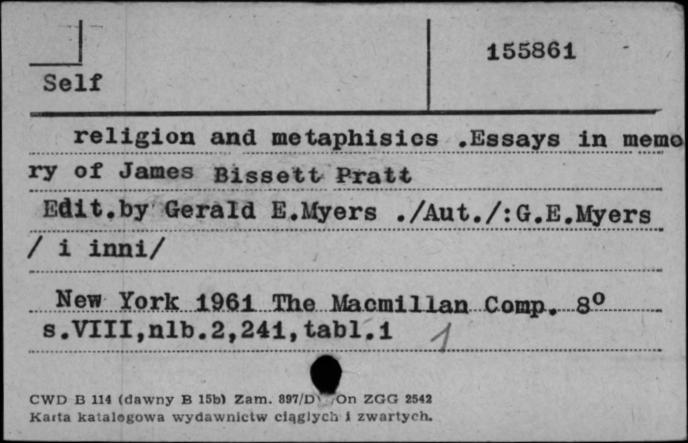 155861
Self
religion and metaphisics .Essays in memo
ry of James Bissett Pratt
Edit.by Gerald E.Myers ./Aut./:G.E.Myers
/ i inni/
New York 1961 The Macmillan Comp. 8º
s.VIII,nlb.2,241,tabl.1
1
CWD B 114 (dawny B 15b) Zam. 897/D On ZGG 2542
Karta katalogowa wydawnictw ciągłych i zwartych.